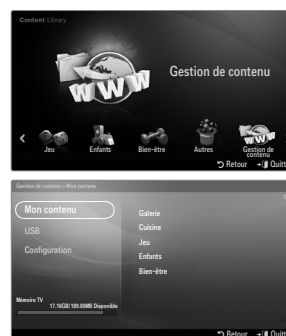 Content Library
Gestion de contenu
WWW
Jeu
Enfants
Bien-être
Autres
Gestion de
contenu
Retour
Quitt
Gestion de contenu > Mon contenu
Mon contenu
USB
Configuration
Galerie
Cuisine
Jeu
Enfants
Bien-être
Mémoire TV
17.16GB/189.00MB Disponible
Retour
Quitt